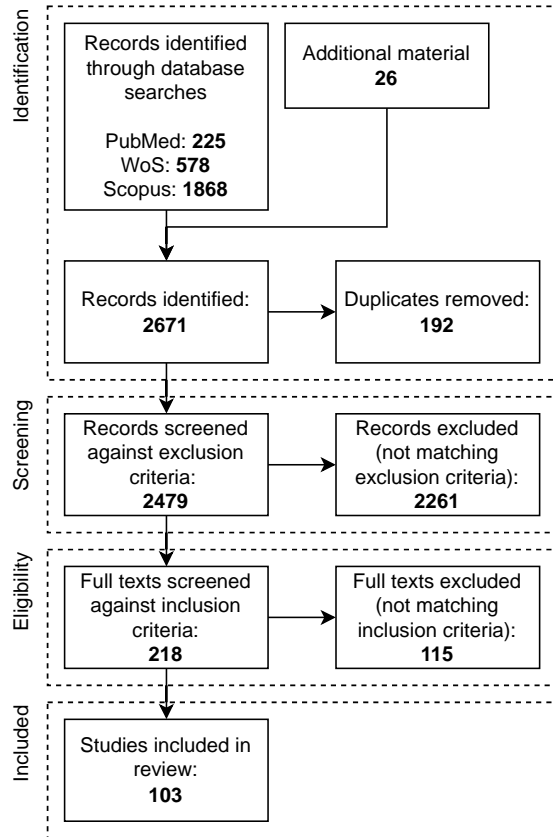 Identification
Records identified
through database
searches
PubMed: 225
WoS: 578
Scopus: 1868
Additional material
26
Records identified:
2671
Duplicates removed:
192
Screening
Records screened
against exclusion
criteria:
2479
Records excluded
(not matching
exclusion criteria):
2261
Eligibility
Full texts screened
against inclusion
criteria:
218
Full texts excluded
(not matching
inclusion criteria):
115
Included
Studies included in
review:
103